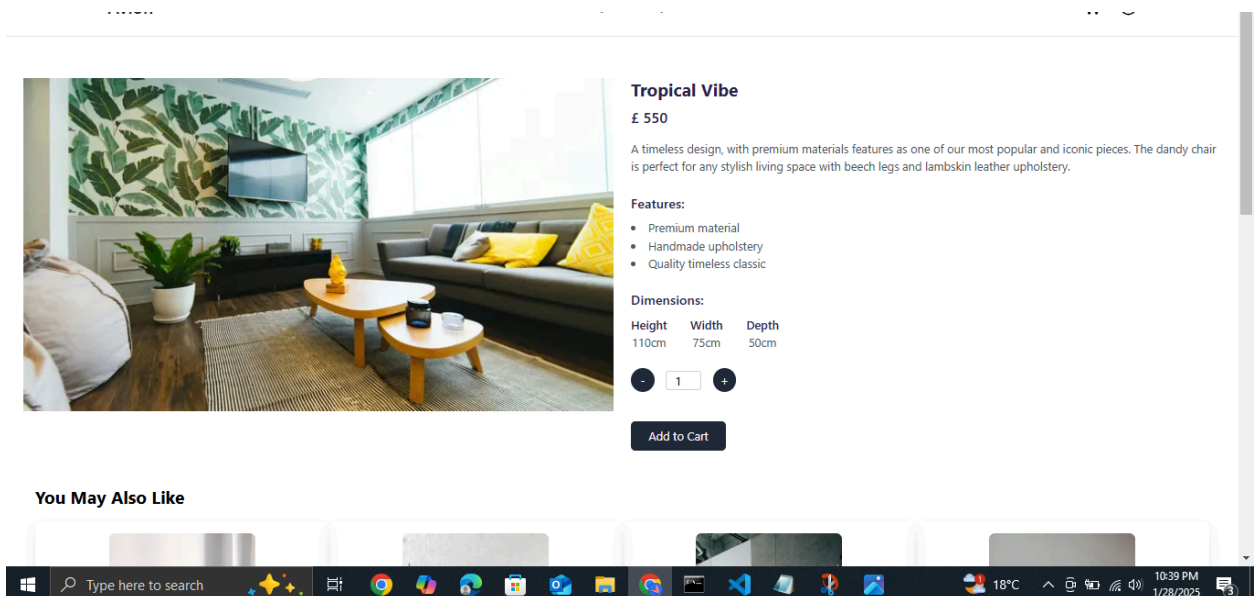 Tropical Vibe
£ 550
A timeless design, with premium materials features as one of our most popular and iconic pieces. The dandy chair
is perfect for any stylish living space with beech legs and lambskin leather upholstery.
Features:
Premium material
Handmade upholstery
Quality timeless classic
Dimensions:
Height Width Depth
110cm 75cm 50cm
- 1 +
Add to Cart
You May Also Like
Type here to search
18°C
10:39 PM
1/28/2025
3